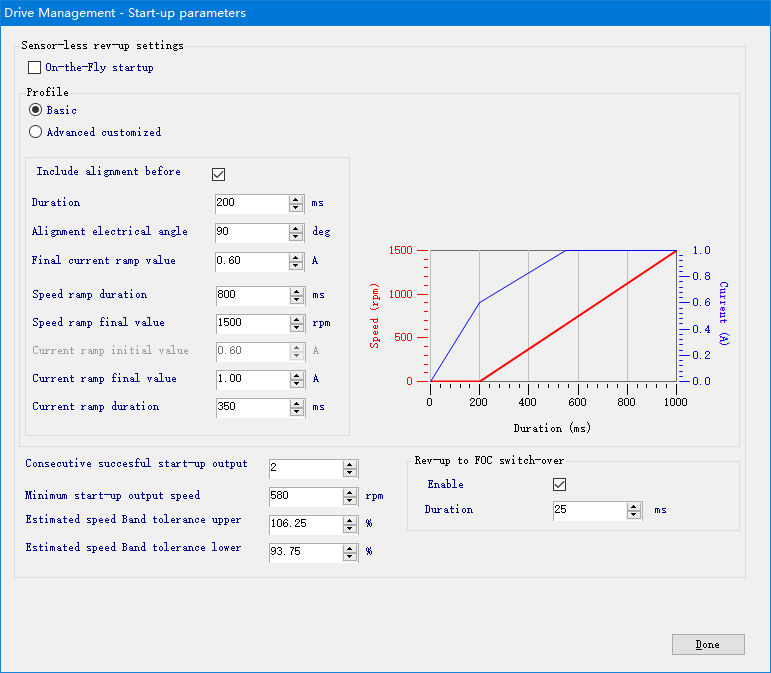 Drive Management - Start-up parameters
Sensor-less rev-up settings
On-the-Fly startup
Profile
Basic
Advanced customized
Include alignment before
Duration 200 ms
Alignment electrical angle 90 deg
Final current ramp value 0.60 A
Speed ramp duration 800 ms
Speed ramp final value 1500 rpm
Current ramp initial value 0.60 A
Current ramp final value 1.00 A
Current ramp duration 350 ms
1500
1000
500
0
Speed (rpm)
1.0
0.8
0.6
0.4
0.2
0.0
Current (A)
0 200 400 600 800 1000
Duration (ms)
Consecutive succesful start-up output 2
Minimum start-up output speed 580 rpm
Estimated speed Band tolerance upper 106.25 %
Estimated speed Band tolerance lower 93.75 %
Rev-up to FOC switch-over
Enable
Duration 25 ms
Done